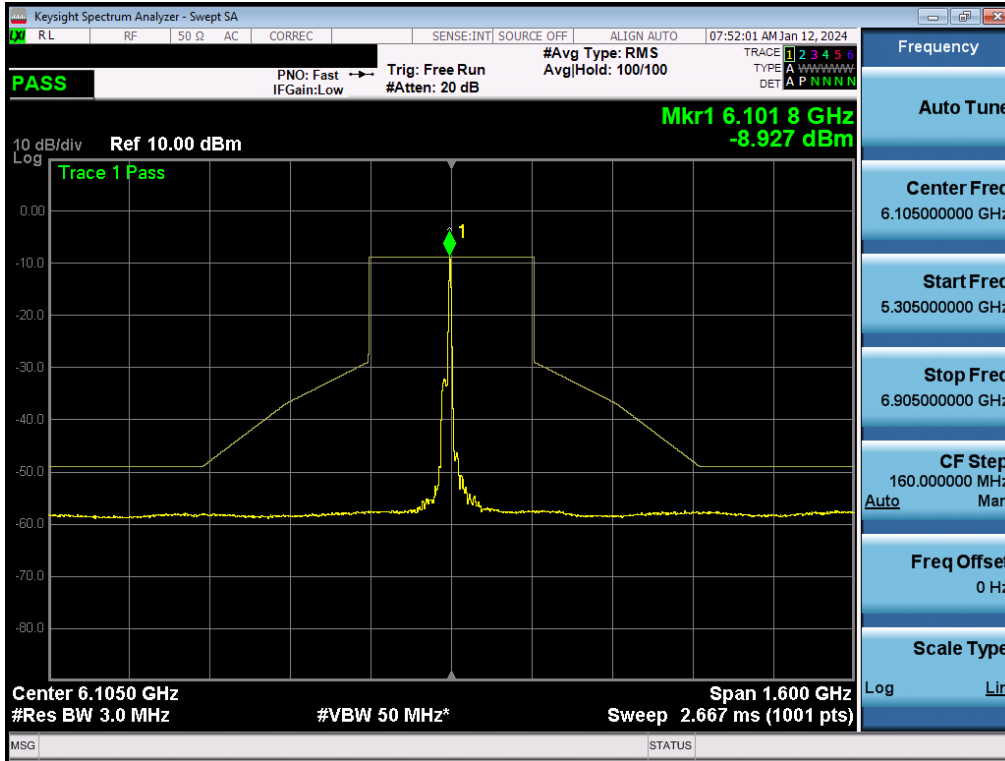 Keysight Spectrum Analyzer - Swept SA
LXI RL RF 50 Ω AC CORREC SENSE:INT SOURCE OFF ALIGN AUTO 07:52:01 AM Jan 12, 2024
PASS
PNO: Fast
IFGain:Low
Trig: Free Run
#Atten: 20 dB
#Avg Type: RMS
Avg|Hold: 100/100
TRACE 1 2 3 4 5 6
TYPE A WWWWW
DET A P N N N N
Mkr1 6.101 8 GHz
-8.927 dBm
10 dB/div Ref 10.00 dBm
Log
Trace 1 Pass
1
0.00
-10.0
-20.0
-30.0
-40.0
-50.0
-60.0
-70.0
-80.0
Center 6.1050 GHz Span 1.600 GHz
#Res BW 3.0 MHz #VBW 50 MHz* Sweep 2.667 ms (1001 pts)
MSG STATUS
Frequency
Auto Tune
Center Freq
6.105000000 GHz
Start Freq
5.305000000 GHz
Stop Freq
6.905000000 GHz
CF Step
160.000000 MHz
Auto Man
Freq Offset
0 Hz
Scale Type
Log Lin